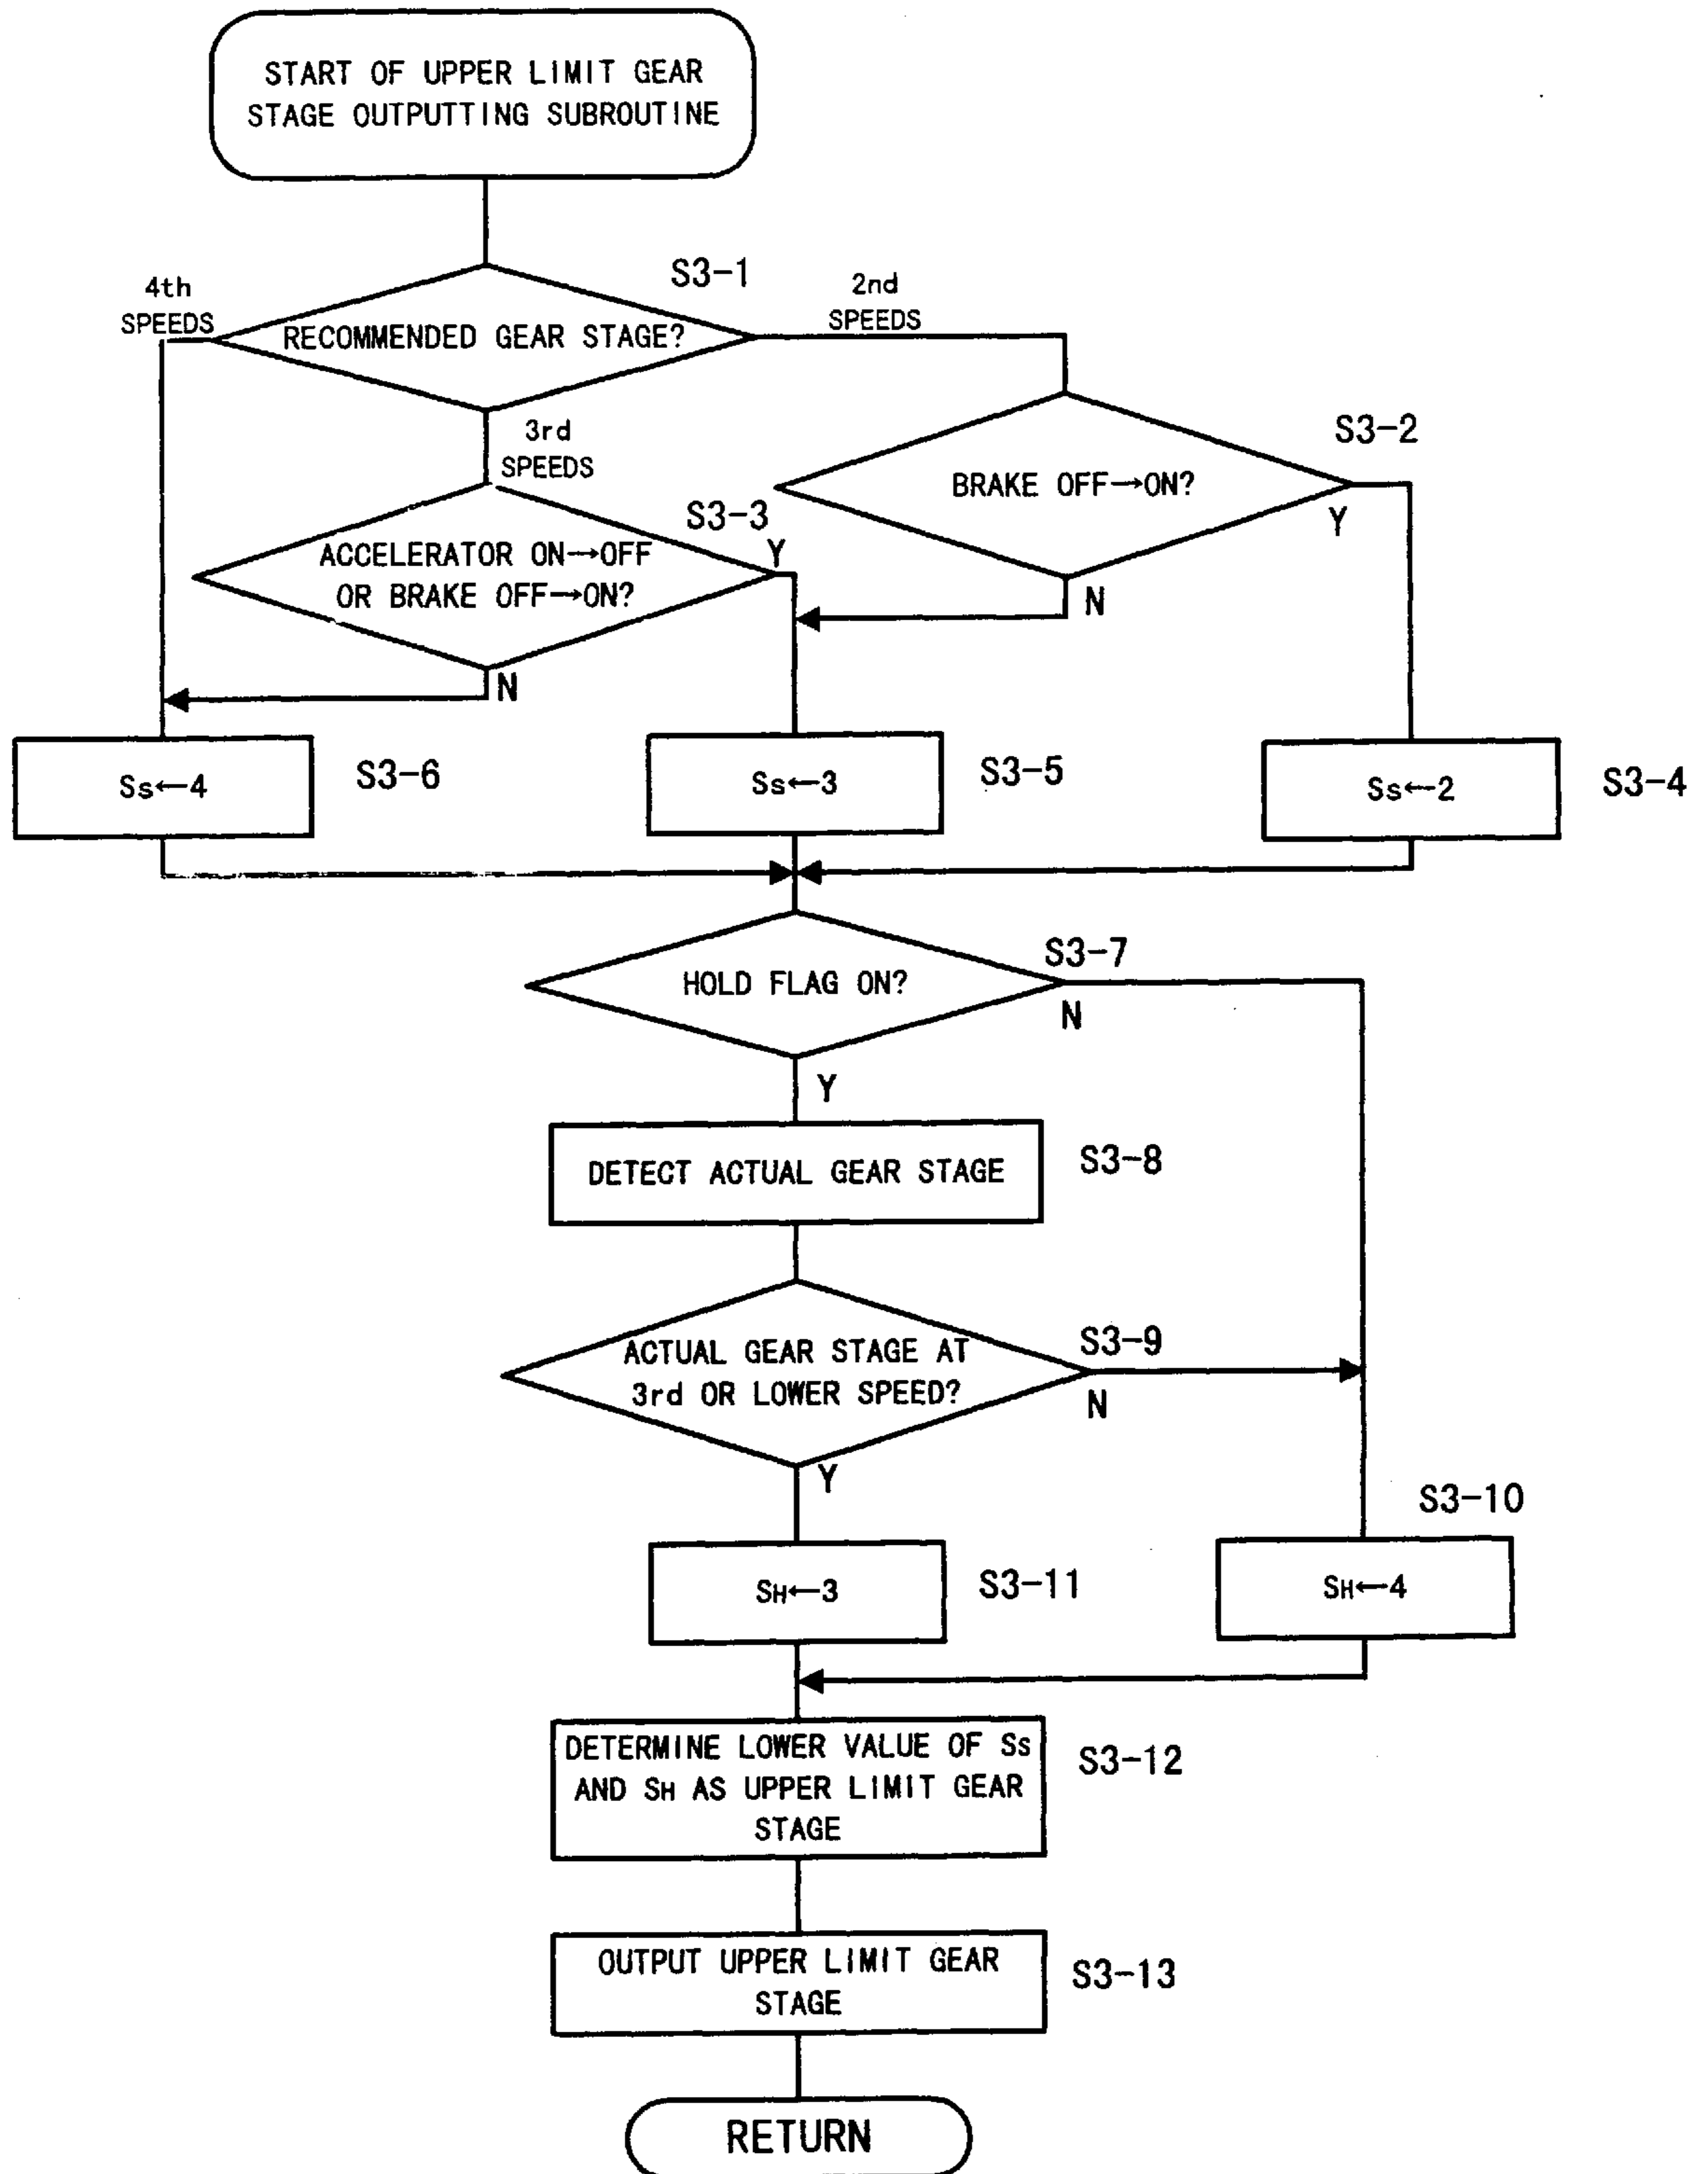 START OF UPPER LIMIT GEAR
STAGE OUTPUTTING SUBROUTINE
S3-1
4th
SPEEDS
RECOMMENDED GEAR STAGE?
2nd
SPEEDS
3rd
SPEEDS
S3-2
BRAKE OFF→ON?
Y
N
S3-3
ACCELERATOR ON→OFF
OR BRAKE OFF→ON?
Y
N
Ss←4
S3-6
Ss←3
S3-5
Ss←2
S3-4
HOLD FLAG ON?
S3-7
N
Y
DETECT ACTUAL GEAR STAGE
S3-8
ACTUAL GEAR STAGE AT
3rd OR LOWER SPEED?
S3-9
N
Y
S3-10
SH←3
S3-11
SH←4
DETERMINE LOWER VALUE OF Ss
AND SH AS UPPER LIMIT GEAR
STAGE
S3-12
OUTPUT UPPER LIMIT GEAR
STAGE
S3-13
RETURN